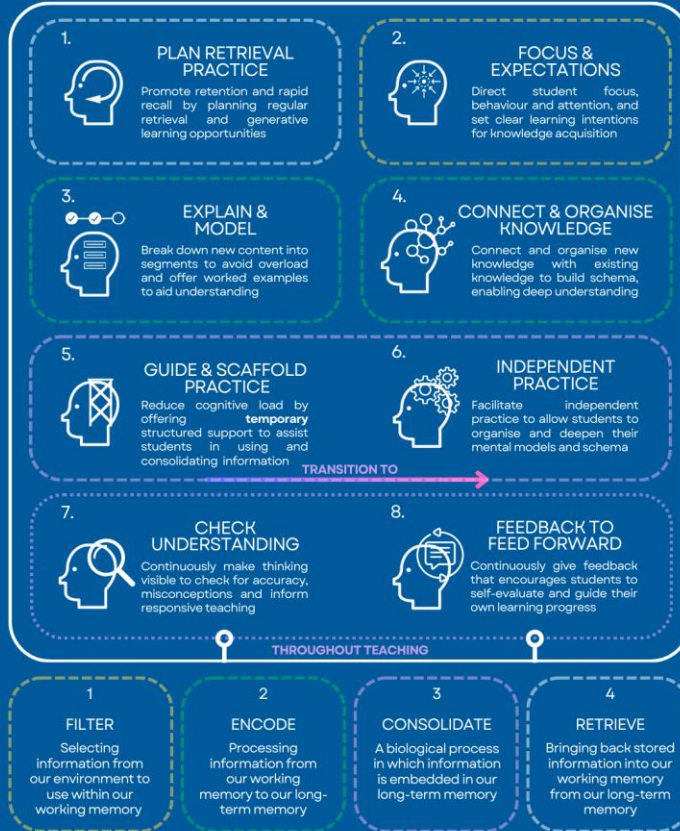 1.
PLAN RETRIEVAL
PRACTICE
Promote retention and rapid
recall by planning regular
retrieval and generative
learning opportunities
2.
FOCUS &
EXPECTATIONS
Direct student focus,
behaviour and attention, and
set clear learning intentions
for knowledge acquisition
3.
EXPLAIN &
MODEL
Break down new content into
segments to avoid overload
and offer worked examples
to aid understanding
4.
CONNECT & ORGANISE
KNOWLEDGE
Connect and organise new
knowledge with existing
knowledge to build schema,
enabling deep understanding
5.
GUIDE & SCAFFOLD
PRACTICE
Reduce cognitive load by
offering temporary
structured support to assist
students in using and
consolidating information
6.
INDEPENDENT
PRACTICE
Facilitate independent
practice to allow students to
organise and deepen their
mental models and schema
TRANSITION TO
7.
CHECK
UNDERSTANDING
Continuously make thinking
visible to check for accuracy,
misconceptions and inform
responsive teaching
8.
FEEDBACK TO
FEED FORWARD
Continuously give feedback
that encourages students to
self-evaluate and guide their
own learning progress
THROUGHOUT TEACHING
1
FILTER
Selecting
information from
our environment to
use within our
working memory
2
ENCODE
Processing
information from
our working
memory to our long-
term memory
3
CONSOLIDATE
A biological process
in which information
is embedded in our
long-term memory
4
RETRIEVE
Bringing back stored
information into our
working memory
from our long-term
memory